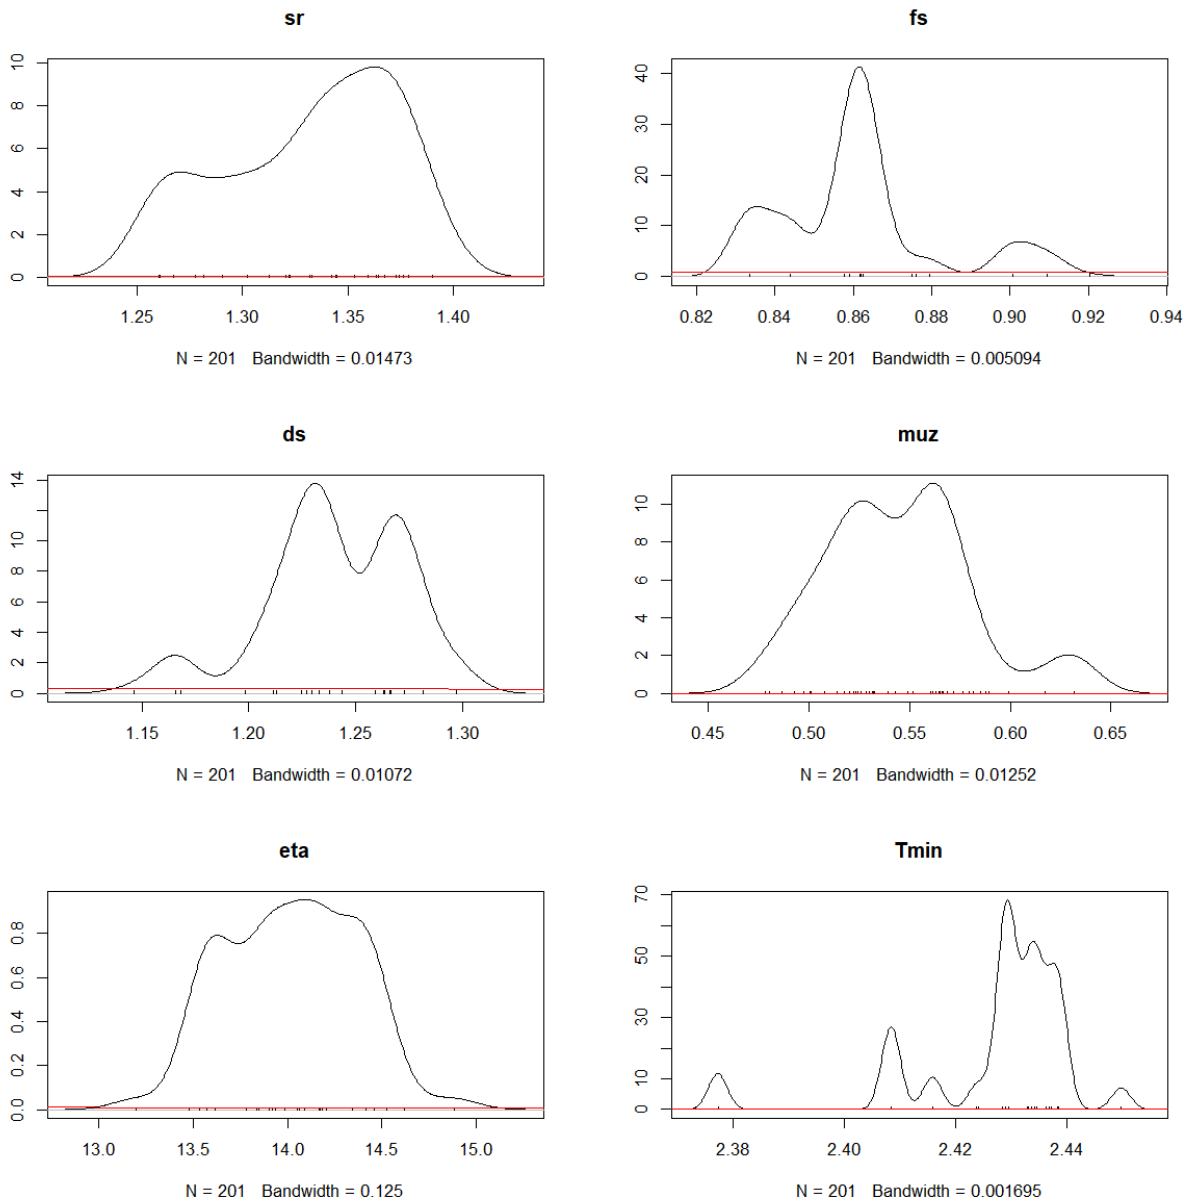 sr
0 2 4 6 8 10
1.25 1.30 1.35 1.40
N = 201 Bandwidth = 0.01473
fs
0 10 20 30 40
0.82 0.84 0.86 0.88 0.90 0.92 0.94
N = 201 Bandwidth = 0.005094
ds
0 2 4 6 8 10 14
1.15 1.20 1.25 1.30
N = 201 Bandwidth = 0.01072
muz
0 2 4 6 8 10
0.45 0.50 0.55 0.60 0.65
N = 201 Bandwidth = 0.01252
eta
0.0 0.2 0.4 0.6 0.8
13.0 13.5 14.0 14.5 15.0
N = 201 Bandwidth = 0.125
Tmin
0 10 30 50 70
2.38 2.40 2.42 2.44
N = 201 Bandwidth = 0.001695